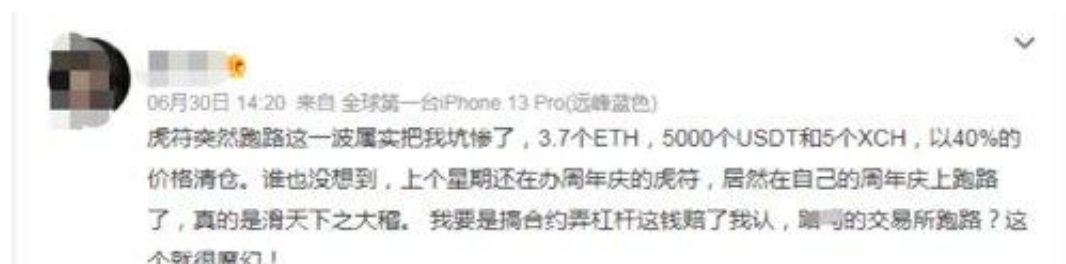 06月30日 14:20 来自 全球第一台iPhone 13 Pro(远峰蓝色)
虎符突然跑路这一波属实把我坑惨了，3.7个ETH，5000个USDT和5个XCH，以40%的
价格清仓。谁也没想到，上个星期还在办周年庆的虎符，居然在自己的周年庆上跑路
了，真的是滑天下之大稽。 我要是搞合约弄杠杆这钱赔了我认，的交易所跑路？这
个就很魔幻！